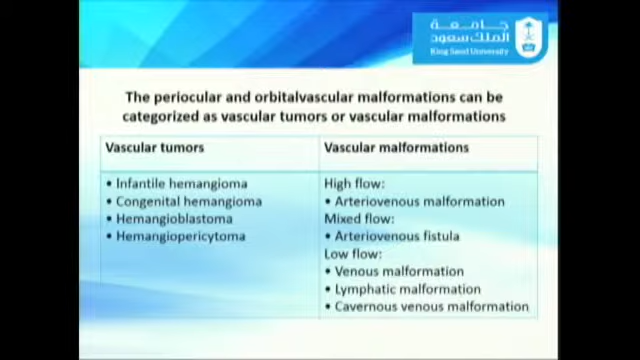 جامعة
الملك سعود
King Saud University
The periocular and orbitalvascular malformations can be
categorized as vascular tumors or vascular malformations
Vascular tumors
• Infantile hemangioma
• Congenital hemangioma
• Hemangioblastoma
• Hemangiopericytoma
Vascular malformations
High flow:
• Arteriovenous malformation
Mixed flow:
• Arteriovenous fistula
Low flow:
• Venous malformation
• Lymphatic malformation
• Cavernous venous malformation